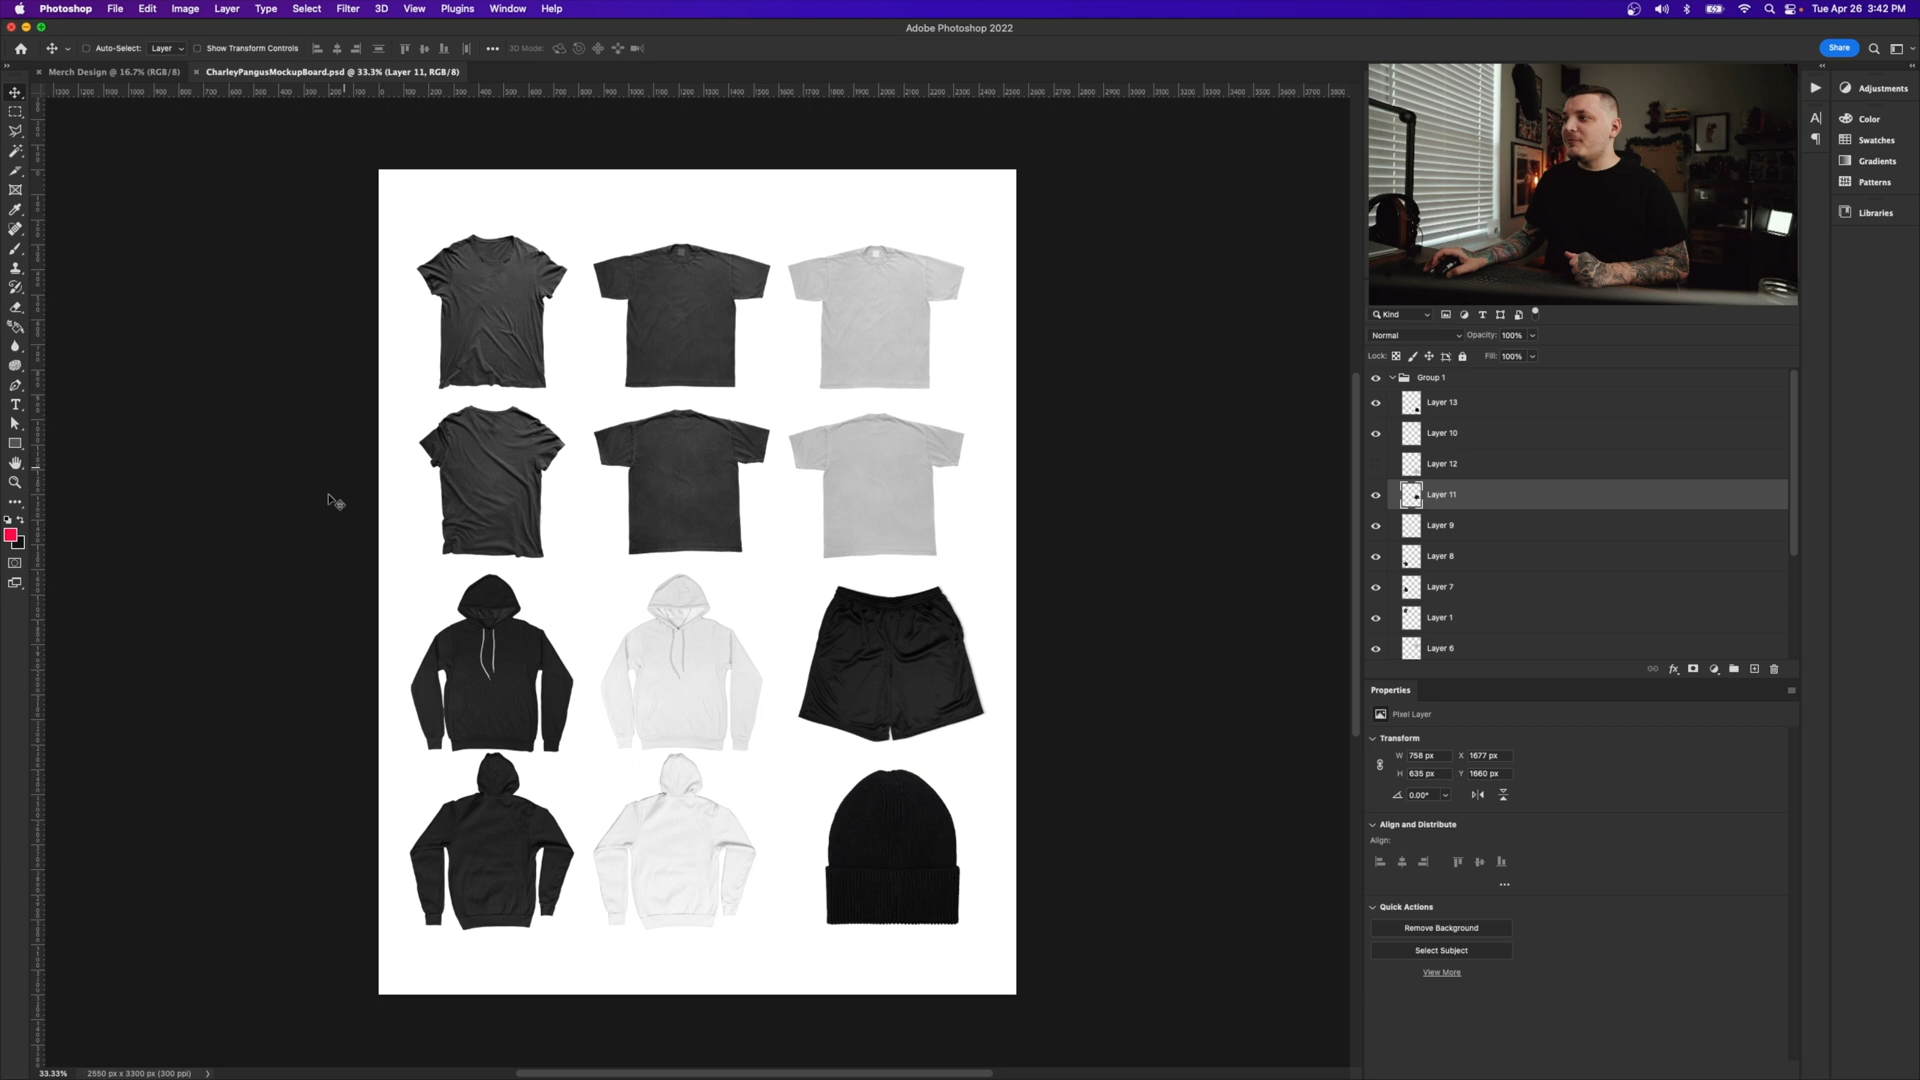 Photoshop File Edit Image Layer Type Select Filter 3D View Plugins Window Help Tue Apr 26 3:42 PM
Adobe Photoshop 2022
Auto-Select: Layer Show Transform Controls 3D Mode: Share
Merch Design @ 16.7% (RGB/8) CharleyPangusMockupBoard.psd @ 33.3% (Layer 11, RGB/8)
Adjustments
Color
Swatches
Gradients
Patterns
Libraries
Kind
Normal Opacity: 100%
Lock: Fill: 100%
Group 1
Layer 13
Layer 10
Layer 12
Layer 11
Layer 9
Layer 8
Layer 7
Layer 1
Layer 6
Properties
Pixel Layer
Transform
W 758 px X 1677 px
H 635 px Y 1660 px
0.00°
Align and Distribute
Align:
Quick Actions
Remove Background
Select Subject
View More
33.33% 2550 px x 3300 px (300 ppi)